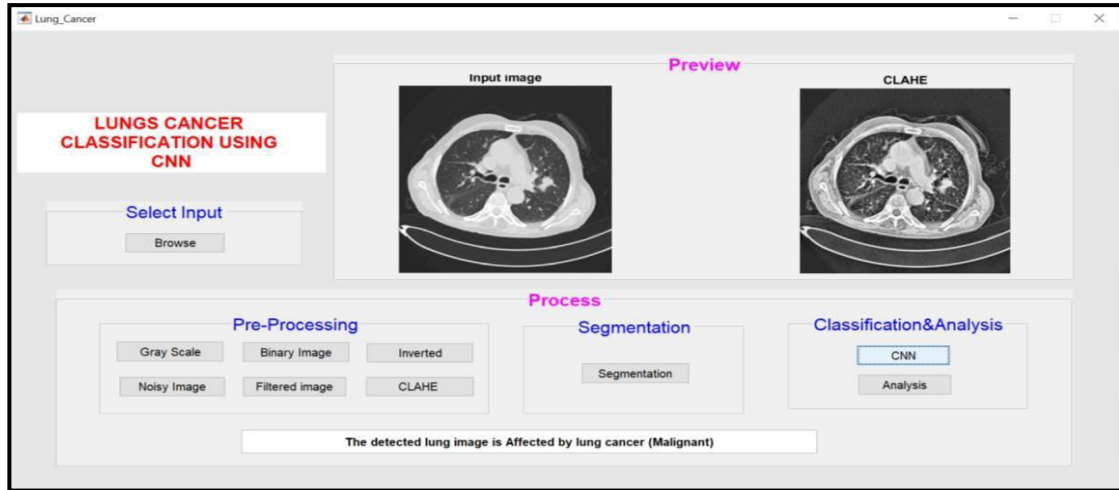 Lung_Cancer
Preview
Input image
CLAHE
LUNGS CANCER
CLASSIFICATION USING
CNN
Select Input
Browse
Process
Pre-Processing
Segmentation
Classification&Analysis
Gray Scale
Binary Image
Inverted
Segmentation
CNN
Noisy Image
Filtered image
CLAHE
Analysis
The detected lung image is Affected by lung cancer (Malignant)